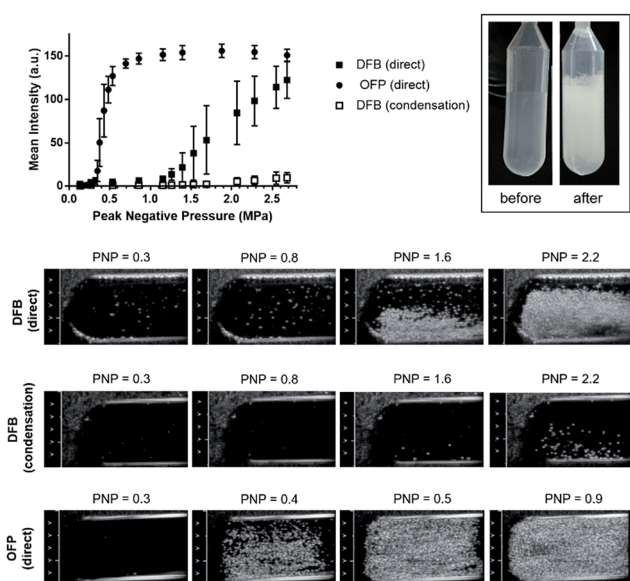 Mean Intensity (a.u.)
150
100
50
0
0.0 0.5 1.0 1.5 2.0 2.5
Peak Negative Pressure (MPa)
DFB (direct)
OFP (direct)
DFB (condensation)
before after
PNP = 0.3 PNP = 0.8 PNP = 1.6 PNP = 2.2
DFB
(direct)
PNP = 0.3 PNP = 0.8 PNP = 1.6 PNP = 2.2
DFB
(condensation)
PNP = 0.3 PNP = 0.4 PNP = 0.5 PNP = 0.9
OFP
(direct)